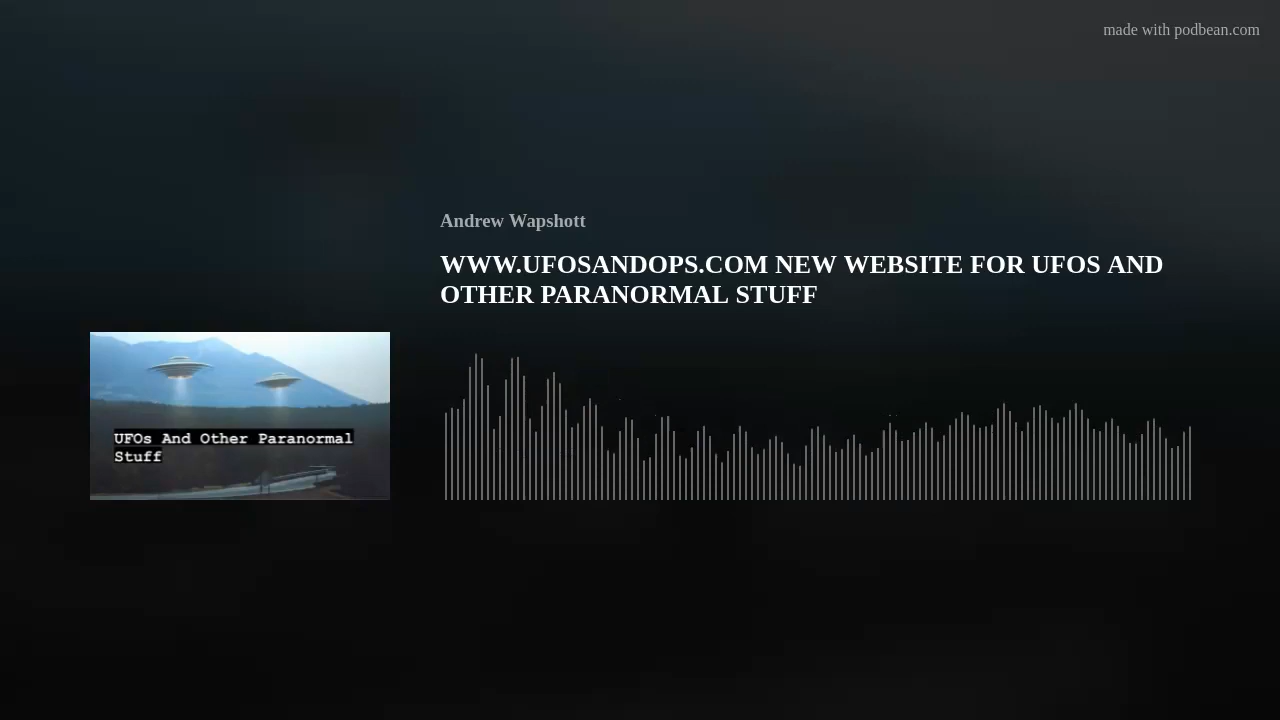 made with podbean.com
Andrew Wapshott
WWW.UFOSANDOPS.COM NEW WEBSITE FOR UFOS AND
OTHER PARANORMAL STUFF
UFOs And Other Paranormal
Stuff